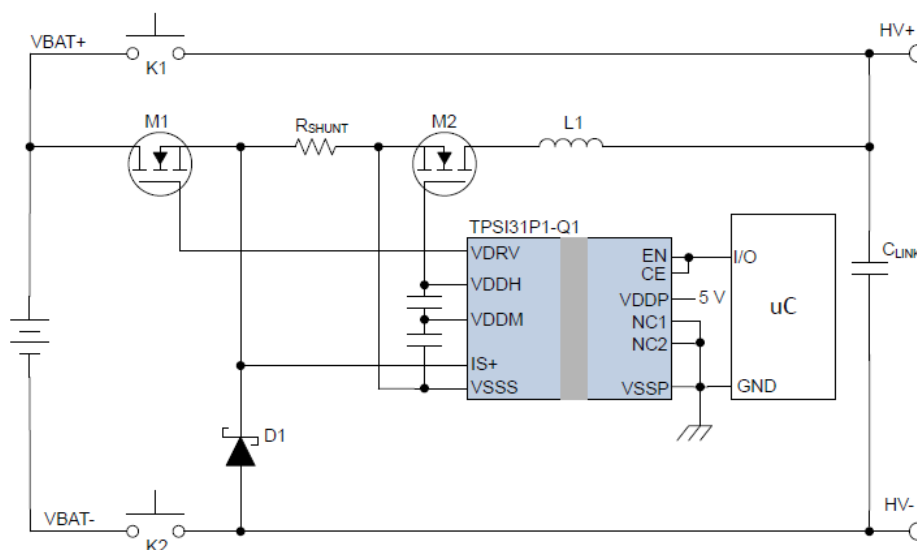 VBAT+
K1
HV+
M1
RSHUNT
M2
L1
TPSI31P1-Q1
VDRV
VDDH
VDDM
IS+
VSSS
EN
CE
VDDP
5 V
NC1
NC2
VSSP
I/O
uC
GND
CLINK
D1
VBAT-
K2
HV-